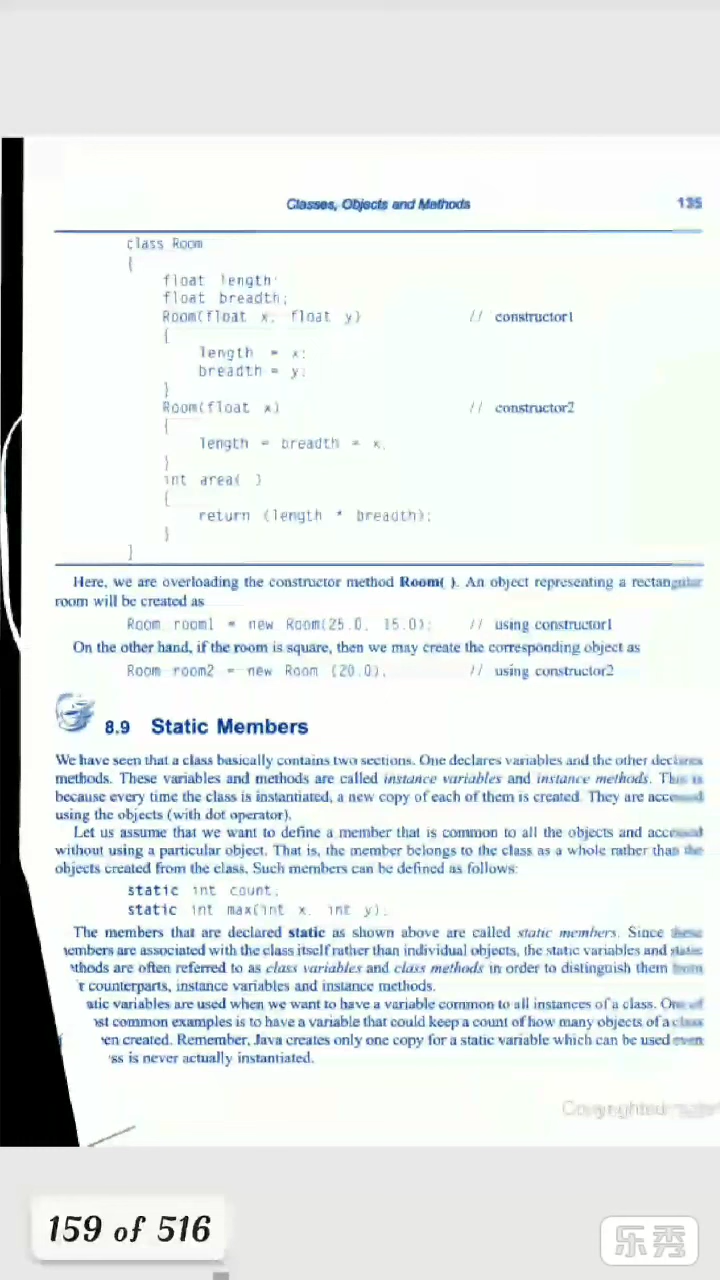 Classes, Objects and Methods 135
class Room
{
float length;
float breadth;
Room(float x, float y) // constructor1
{
length = x;
breadth = y;
}
Room(float x) // constructor2
{
length = breadth = x;
}
int area( )
{
return (length * breadth);
}
}
Here, we are overloading the constructor method Room( ). An object representing a rectangular
room will be created as
Room room1 = new Room(25.0, 15.0); // using constructor1
On the other hand, if the room is square, then we may create the corresponding object as
Room room2 = new Room (20.0); // using constructor2
8.9 Static Members
We have seen that a class basically contains two sections. One declares variables and the other declares
methods. These variables and methods are called instance variables and instance methods. This is
because every time the class is instantiated, a new copy of each of them is created. They are accessed
using the objects (with dot operator).
Let us assume that we want to define a member that is common to all the objects and accessed
without using a particular object. That is, the member belongs to the class as a whole rather than the
objects created from the class. Such members can be defined as follows:
static int count;
static int max(int x, int y);
The members that are declared static as shown above are called static members. Since these
members are associated with the class itself rather than individual objects, the static variables and static
thods are often referred to as class variables and class methods in order to distinguish them from
r counterparts, instance variables and instance methods.
atic variables are used when we want to have a variable common to all instances of a class. One of
st common examples is to have a variable that could keep a count of how many objects of a class
en created. Remember, Java creates only one copy for a static variable which can be used even
ss is never actually instantiated.
Copyrighted mater
159 of 516
乐秀